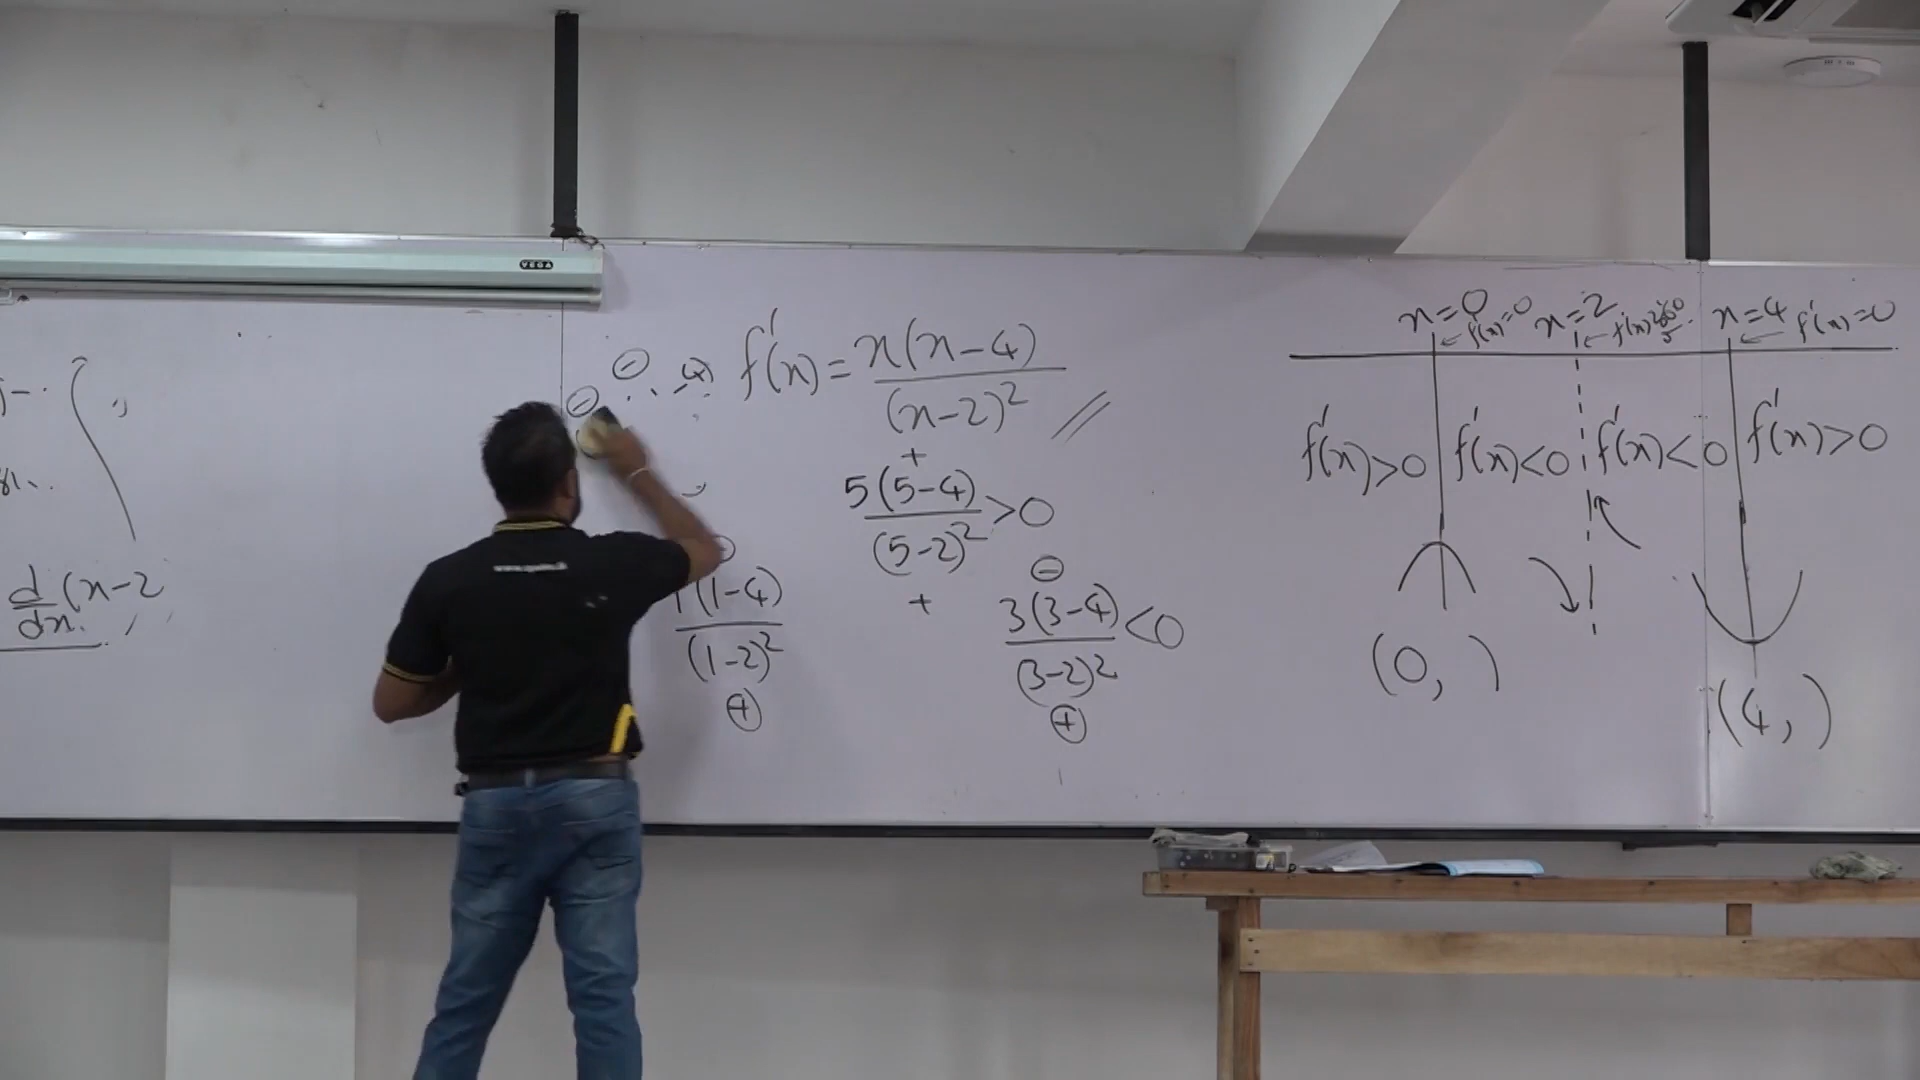 VEGA
d/dx (x-2
f'(x) = x(x-4)/(x-2)²
+
5(5-4)/(5-2)² > 0
+
1(1-4)/(1-2)²
+
-
3(3-4)/(3-2)² < 0
+
x=0 x=2 x=4
f'(x)=0 f'(x) f'(x)=0
f'(x)>0 f'(x)<0 f'(x)<0 f'(x)>0
(0, )
(4, )